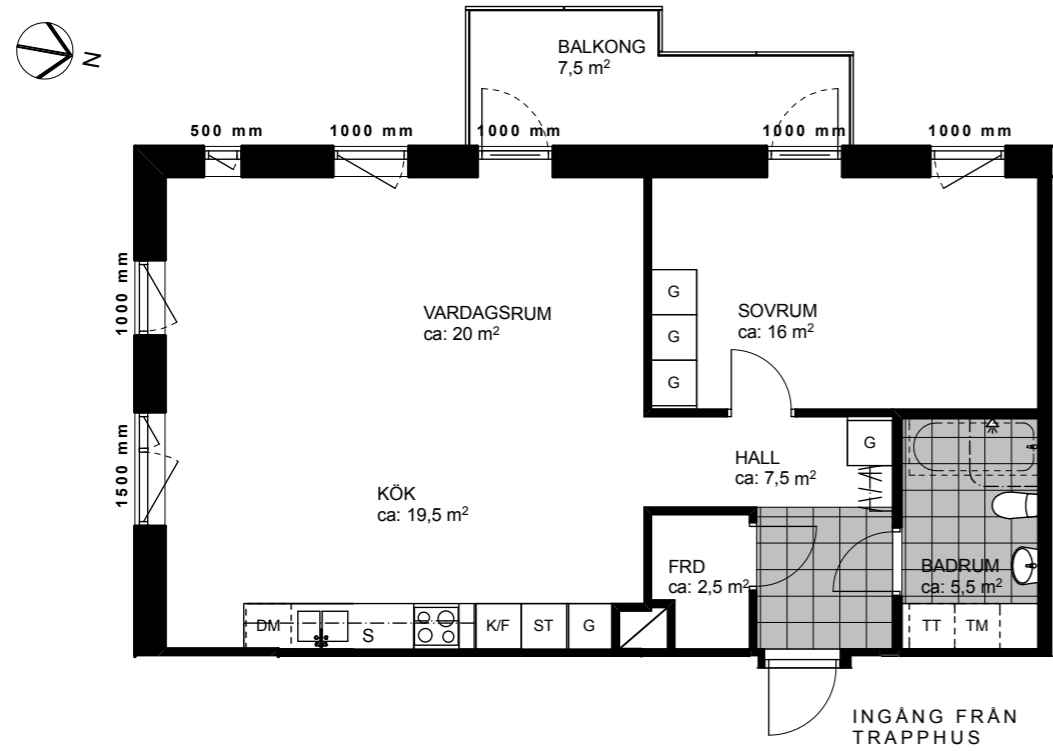 N
BALKONG
7,5 m²
500 mm
1000 mm
1000 mm
1000 mm
1000 mm
1000 mm
1500 mm
VARDAGSRUM
ca: 20 m²
G
G
G
SOVRUM
ca: 16 m²
KÖK
ca: 19,5 m²
HALL
ca: 7,5 m²
G
FRD
ca: 2,5 m²
BADRUM
ca: 5,5 m²
DM
S
K/F
ST
G
TT
TM
INGÅNG FRÅN
TRAPPHUS